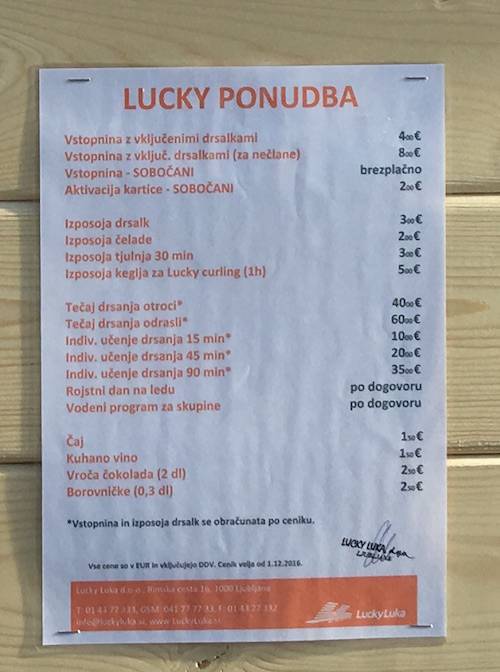 LUCKY PONUDBA
Vstopnina z vključenimi drsalkami 4,00 €
Vstopnina z vključ. drsalkami (za nečlane) 8,00 €
Vstopnina - SOBOČANI brezplačno
Aktivacija kartice - SOBOČANI 2,00 €
Izposoja drsalk 3,00 €
Izposoja čelade 2,00 €
Izposoja tjulnja 30 min 3,00 €
Izposoja keglja za Lucky curling (1h) 5,00 €
Tečaj drsanja otroci* 40,00 €
Tečaj drsanja odrasli* 60,00 €
Indiv. učenje drsanja 15 min* 10,00 €
Indiv. učenje drsanja 45 min* 20,00 €
Indiv. učenje drsanja 90 min* 35,00 €
Rojstni dan na ledu po dogovoru
Vodeni program za skupine po dogovoru
Čaj 1,50 €
Kuhano vino 1,50 €
Vroča čokolada (2 dl) 2,50 €
Borovničke (0,3 dl) 2,50 €
*Vstopnina in izposoja drsalk se obračunata po ceniku.
LUCKY LUKA, d.o.o.
LJUBLJANA
Vse cene so v EUR in vključujejo DDV. Cenik velja od 1.12.2016.
Lucky Luka d.o.o., Rimska cesta 16, 1000 Ljubljana
info@luckyluka.si, www.LuckyLuka.si
LuckyLuka